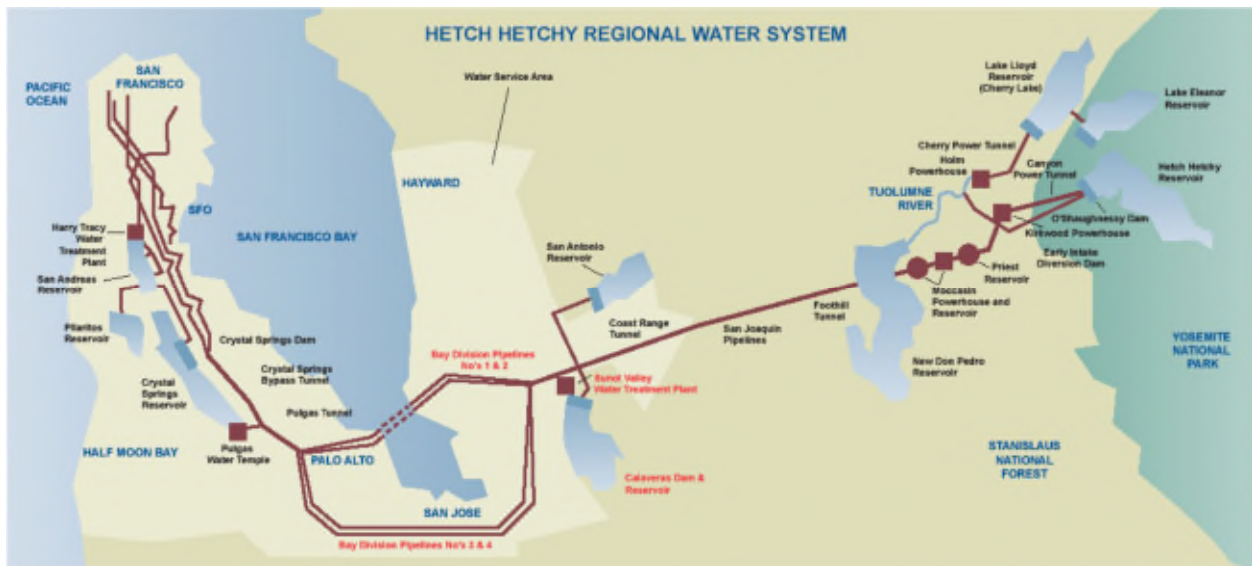 HETCH HETCHY REGIONAL WATER SYSTEM
PACIFIC
OCEAN
SAN
FRANCISCO
Water Service Area
Lake Lloyd
Reservoir
(Cherry Lake)
Lake Eleanor
Reservoir
Cherry Power Tunnel
Holm
Powerhouse
Canyon
Power Tunnel
Hetch Hetchy
Reservoir
HAYWARD
TUOLUMNE
RIVER
SFO
O'Shaughnessy Dam
Kirkwood Powerhouse
Harry Tracy
Water
Treatment
Plant
SAN FRANCISCO BAY
San Antonio
Reservoir
Early Intake
Diversion Dam
Priest
Reservoir
San Andreas
Reservoir
Moccasin
Powerhouse and
Reservoir
Foothill
Tunnel
Pilarcitos
Reservoir
Coast Range
Tunnel
San Joaquin
Pipelines
Crystal Springs Dam
YOSEMITE
NATIONAL
PARK
Bay Division Pipelines
No's 1 & 2
Crystal Springs
Bypass Tunnel
New Don Pedro
Reservoir
Crystal
Springs
Reservoir
Sunol Valley
Water Treatment Plant
Pulgas Tunnel
HALF MOON BAY
Pulgas
Water Temple
PALO ALTO
STANISLAUS
NATIONAL
FOREST
Calaveras Dam &
Reservoir
SAN JOSE
Bay Division Pipelines No's 3 & 4